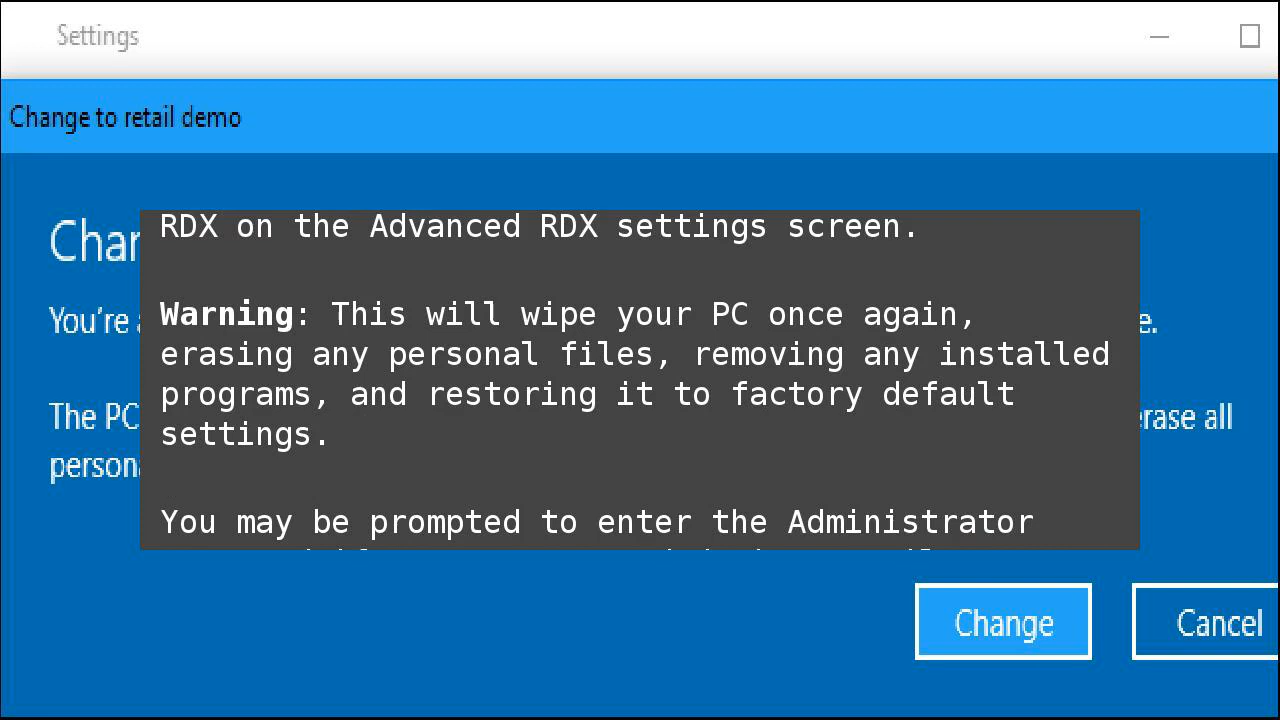 Settings
Change to retail demo
RDX on the Advanced RDX settings screen.
You're
Warning: This will wipe your PC once again,
erasing any personal files, removing any installed
programs, and restoring it to factory default
settings.
The PC
erase all
You may be prompted to enter the Administrator
Change
Cancel